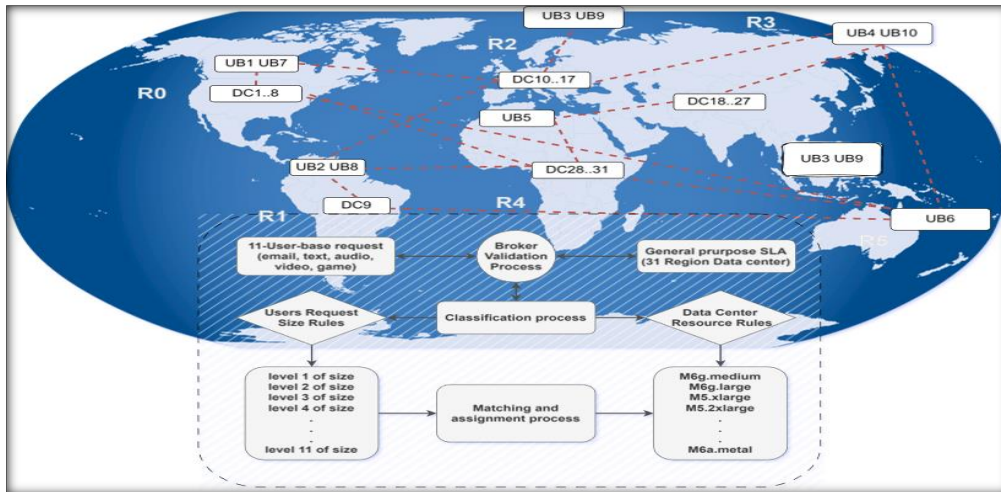 UB3 UB9
R3
UB4 UB10
R2
UB1 UB7
DC10..17
R0
DC1..8
DC18..27
UB5
UB3 UB9
UB2 UB8
DC28..31
DC9
R1
R4
UB6
R5
11-User-base request
(email, text, audio,
video, game)
Broker
Validation
Process
General prurpose SLA
(31 Region Data center)
Users Request
Size Rules
Classification process
Data Center
Resource Rules
level 1 of size
level 2 of size
level 3 of size
level 4 of size
.
.
.
level 11 of size
Matching and
assignment process
M6g.medium
M6g.large
M5.xlarge
M5.2xlarge
.
.
.
M6a.metal